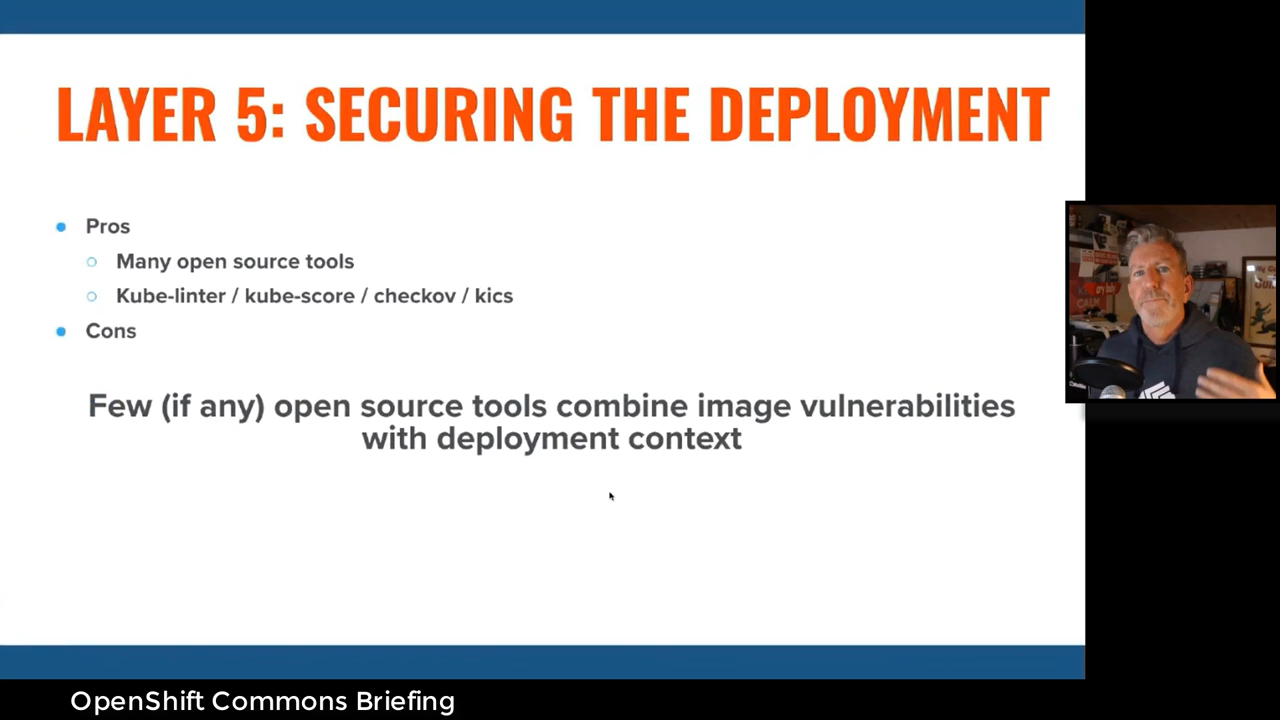 LAYER 5: SECURING THE DEPLOYMENT
Pros
Many open source tools
Kube-linter / kube-score / checkov / kics
Cons
Few (if any) open source tools combine image vulnerabilities
with deployment context
OpenShift Commons Briefing